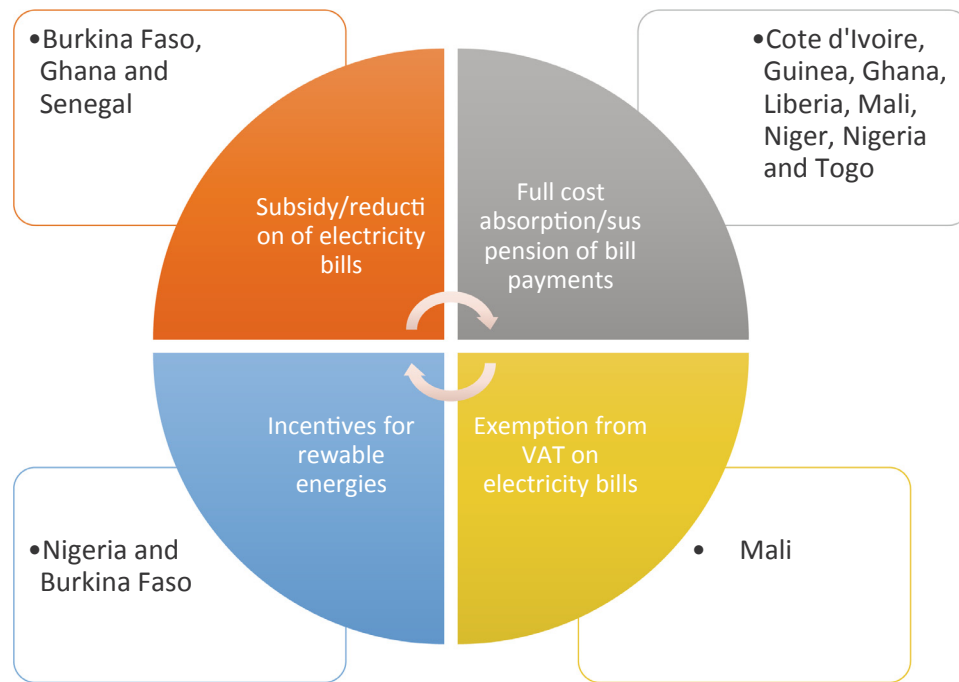 •Burkina Faso,
Ghana and
Senegal
•Cote d'Ivoire,
Guinea, Ghana,
Liberia, Mali,
Niger, Nigeria
and Togo
Subsidy/reducti
on of electricity
bills
Full cost
absorption/sus
pension of bill
payments
Incentives for
rewable
energies
Exemption from
VAT on
electricity bills
•Nigeria and
Burkina Faso
• Mali